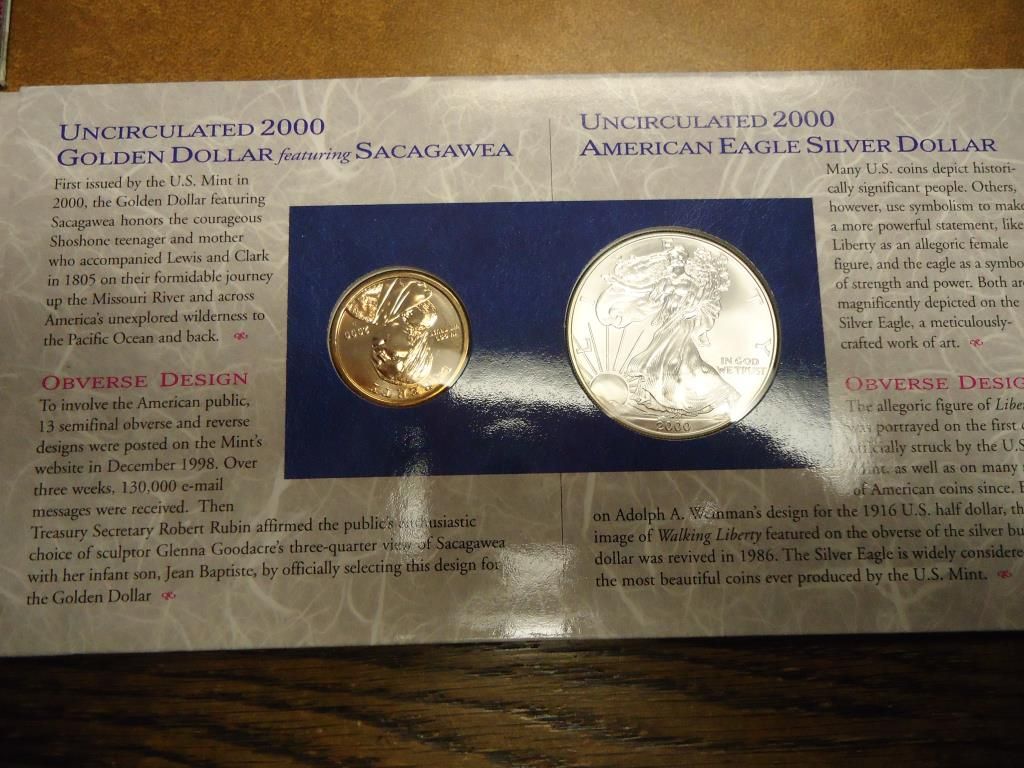 UNCIRCULATED 2000
GOLDEN DOLLAR featuring SACAGAWEA
First issued by the U.S. Mint in
2000, the Golden Dollar featuring
Sacagawea honors the courageous
Shoshone teenager and mother
who accompanied Lewis and Clark
in 1805 on their formidable journey
up the Missouri River and across
America's unexplored wilderness to
the Pacific Ocean and back.
OBVERSE DESIGN
To involve the American public,
13 semifinal obverse and reverse
designs were posted on the Mint's
website in December 1998. Over
three weeks, 130,000 e-mail
messages were received. Then
Treasury Secretary Robert Rubin affirmed the public's enthusiastic
choice of sculptor Glenna Goodacre's three-quarter view of Sacagawea
with her infant son, Jean Baptiste, by officially selecting this design for
the Golden Dollar
2000
IN GOD
WE TRUST
2000
UNCIRCULATED 2000
AMERICAN EAGLE SILVER DOLLAR
Many U.S. coins depict histori-
cally significant people. Others,
however, use symbolism to make
a more powerful statement, like
Liberty as an allegoric female
figure, and the eagle as a symbo
of strength and power. Both are
magnificently depicted on the
Silver Eagle, a meticulously-
crafted work of art.
OBVERSE DESIG
The allegoric figure of Liber
was portrayed on the first
officially struck by the U.S.
Mint, as well as on many
of American coins since.
on Adolph A. Weinman's design for the 1916 U.S. half dollar, th
image of Walking Liberty featured on the obverse of the silver bu
dollar was revived in 1986. The Silver Eagle is widely considere
the most beautiful coins ever produced by the U.S. Mint.